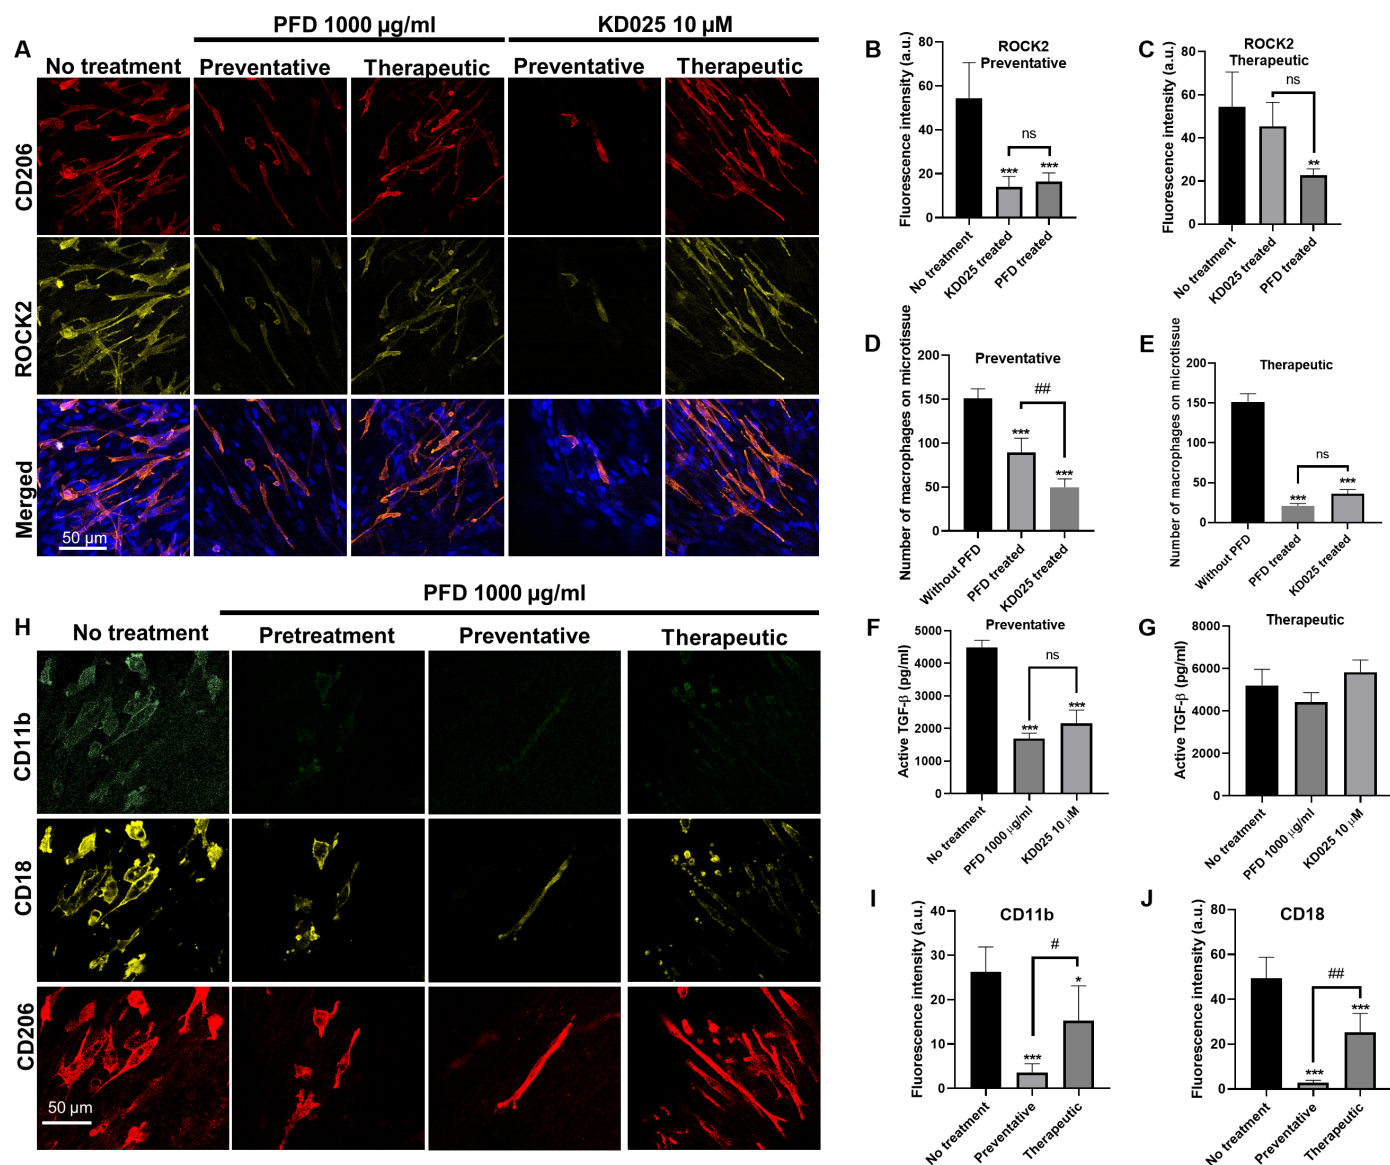 A
PFD 1000 µg/ml
KD025 10 µM
No treatment
Preventative
Therapeutic
Preventative
Therapeutic
CD206
ROCK2
Merged
50 µm
B
ROCK2
Preventative
Fluorescence intensity (a.u.)
80
60
40
20
0
ns
***
***
No treatment
KD025 treated
PFD treated
C
ROCK2
Therapeutic
Fluorescence intensity (a.u.)
80
60
40
20
0
ns
**
No treatment
KD025 treated
PFD treated
D
Preventative
Number of macrophages on microtissue
200
150
100
50
0
##
***
***
Without PFD
PFD treated
KD025 treated
E
Therapeutic
Number of macrophages on microtissue
200
150
100
50
0
ns
***
***
Without PFD
PFD treated
KD025 treated
F
Preventative
Active TGF-β (pg/ml)
5000
4000
3000
2000
1000
0
ns
***
***
No treatment
PFD 1000 µg/ml
KD025 10 µM
G
Therapeutic
Active TGF-β (pg/ml)
8000
6000
4000
2000
0
No treatment
PFD 1000 µg/ml
KD025 10 µM
H
PFD 1000 µg/ml
No treatment
Pretreatment
Preventative
Therapeutic
CD11b
CD18
CD206
50 µm
I
CD11b
Fluorescence intensity (a.u.)
40
30
20
10
0
#
***
*
No treatment
Preventative
Therapeutic
J
CD18
Fluorescence intensity (a.u.)
80
60
40
20
0
##
***
***
No treatment
Preventative
Therapeutic